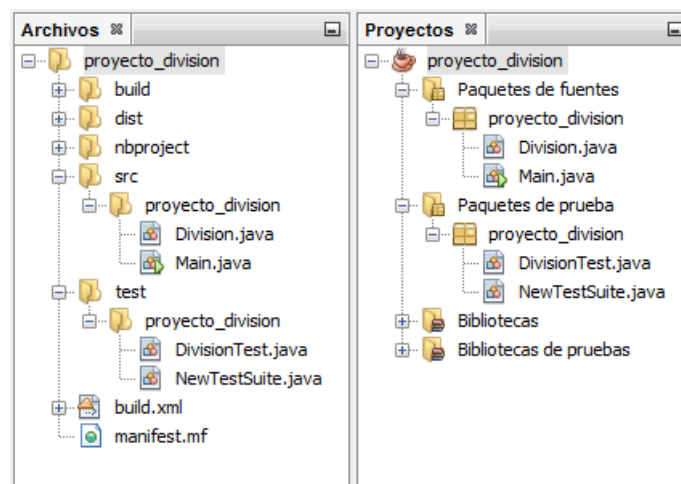 Archivos
proyecto_division
build
dist
nbproject
src
proyecto_division
Division.java
Main.java
test
proyecto_division
DivisionTest.java
NewTestSuite.java
build.xml
manifest.mf
Proyectos
proyecto_division
Paquetes de fuentes
proyecto_division
Division.java
Main.java
Paquetes de prueba
proyecto_division
DivisionTest.java
NewTestSuite.java
Bibliotecas
Bibliotecas de pruebas